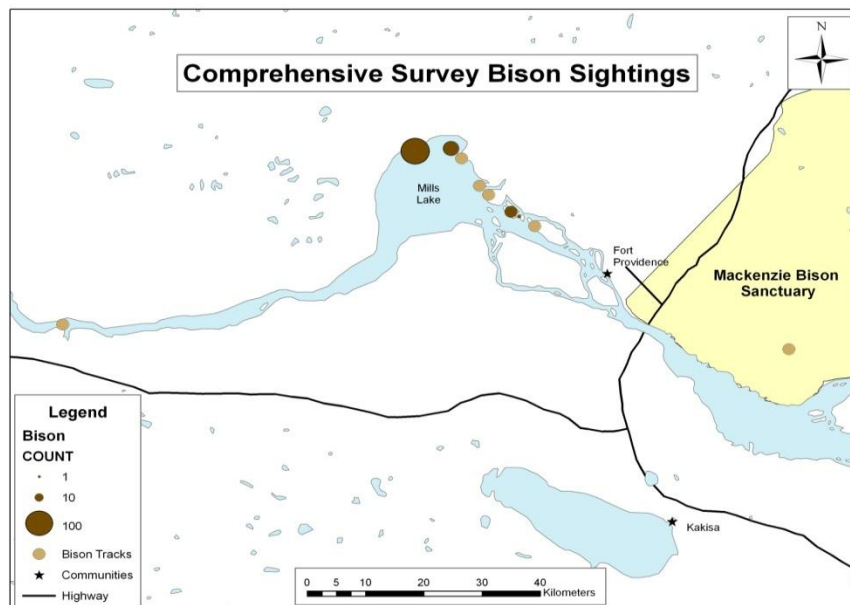 N
Comprehensive Survey Bison Sightings
Mills
Lake
Fort
Providence
Mackenzie Bison
Sanctuary
Legend
Bison
COUNT
1
10
100
Bison Tracks
Communities
Highway
Kakisa
0 5 10 20 30 40
Kilometers